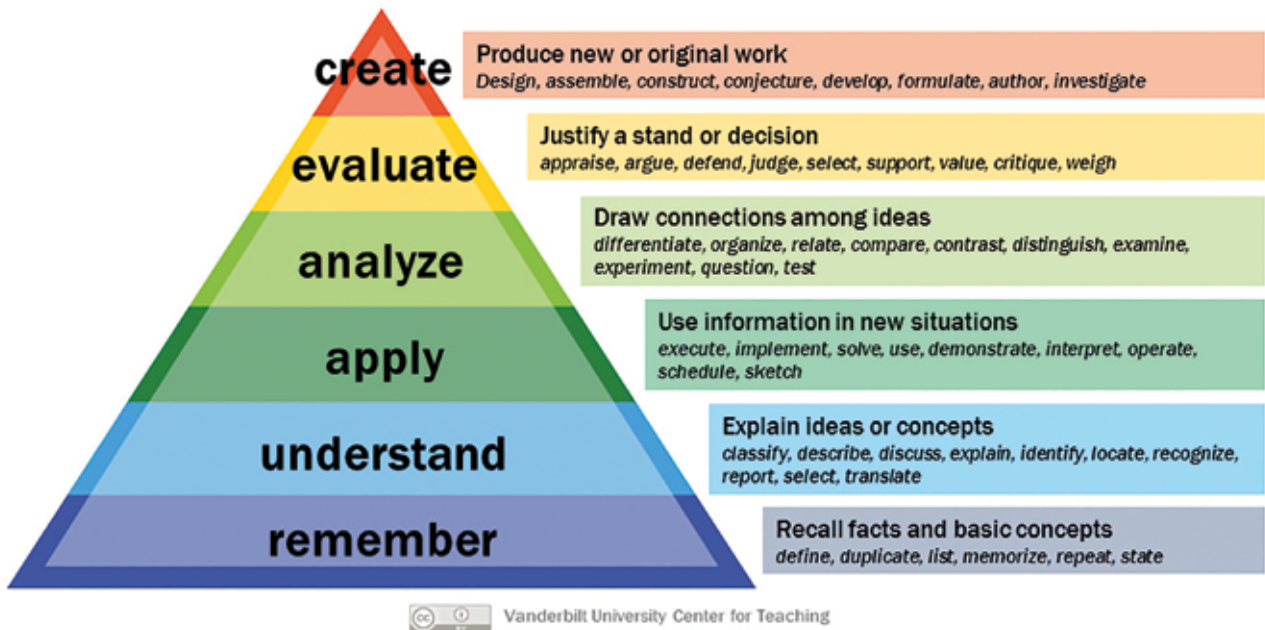 create
Produce new or original work
Design, assemble, construct, conjecture, develop, formulate, author, investigate
evaluate
Justify a stand or decision
appraise, argue, defend, judge, select, support, value, critique, weigh
analyze
Draw connections among ideas
differentiate, organize, relate, compare, contrast, distinguish, examine,
experiment, question, test
apply
Use information in new situations
execute, implement, solve, use, demonstrate, interpret, operate,
schedule, sketch
understand
Explain ideas or concepts
classify, describe, discuss, explain, identify, locate, recognize,
report, select, translate
remember
Recall facts and basic concepts
define, duplicate, list, memorize, repeat, state
cc
Vanderbilt University Center for Teaching